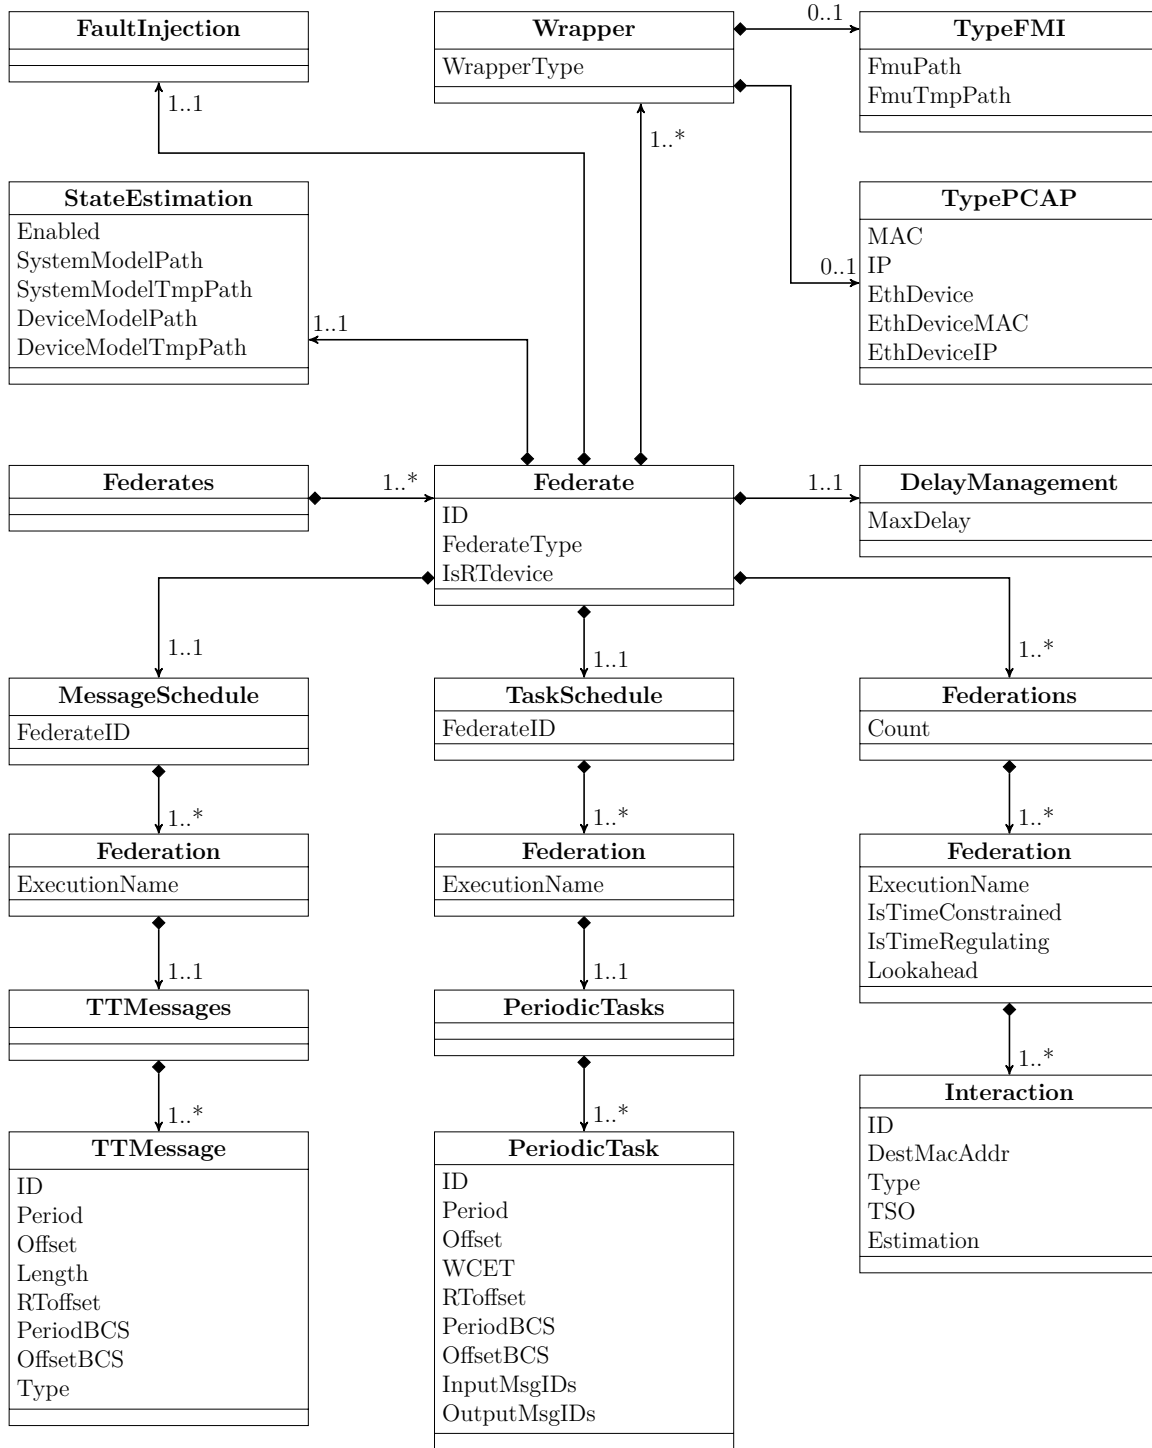 FaultInjection
Wrapper
WrapperType
0..1
TypeFMI
FmuPath
FmuTmpPath
1..1
1..*
StateEstimation
Enabled
SystemModelPath
SystemModelTmpPath
DeviceModelPath
DeviceModelTmpPath
1..1
0..1
TypePCAP
MAC
IP
EthDevice
EthDeviceMAC
EthDeviceIP
Federates
1..*
Federate
ID
FederateType
IsRTdevice
1..1
DelayManagement
MaxDelay
1..1
1..1
1..*
MessageSchedule
FederateID
TaskSchedule
FederateID
Federations
Count
1..*
1..*
1..*
Federation
ExecutionName
Federation
ExecutionName
Federation
ExecutionName
IsTimeConstrained
IsTimeRegulating
Lookahead
1..1
1..1
TTMessages
PeriodicTasks
1..*
1..*
1..*
TTMessage
ID
Period
Offset
Length
RToffset
PeriodBCS
OffsetBCS
Type
PeriodicTask
ID
Period
Offset
WCET
RToffset
PeriodBCS
OffsetBCS
InputMsgIDs
OutputMsgIDs
Interaction
ID
DestMacAddr
Type
TSO
Estimation